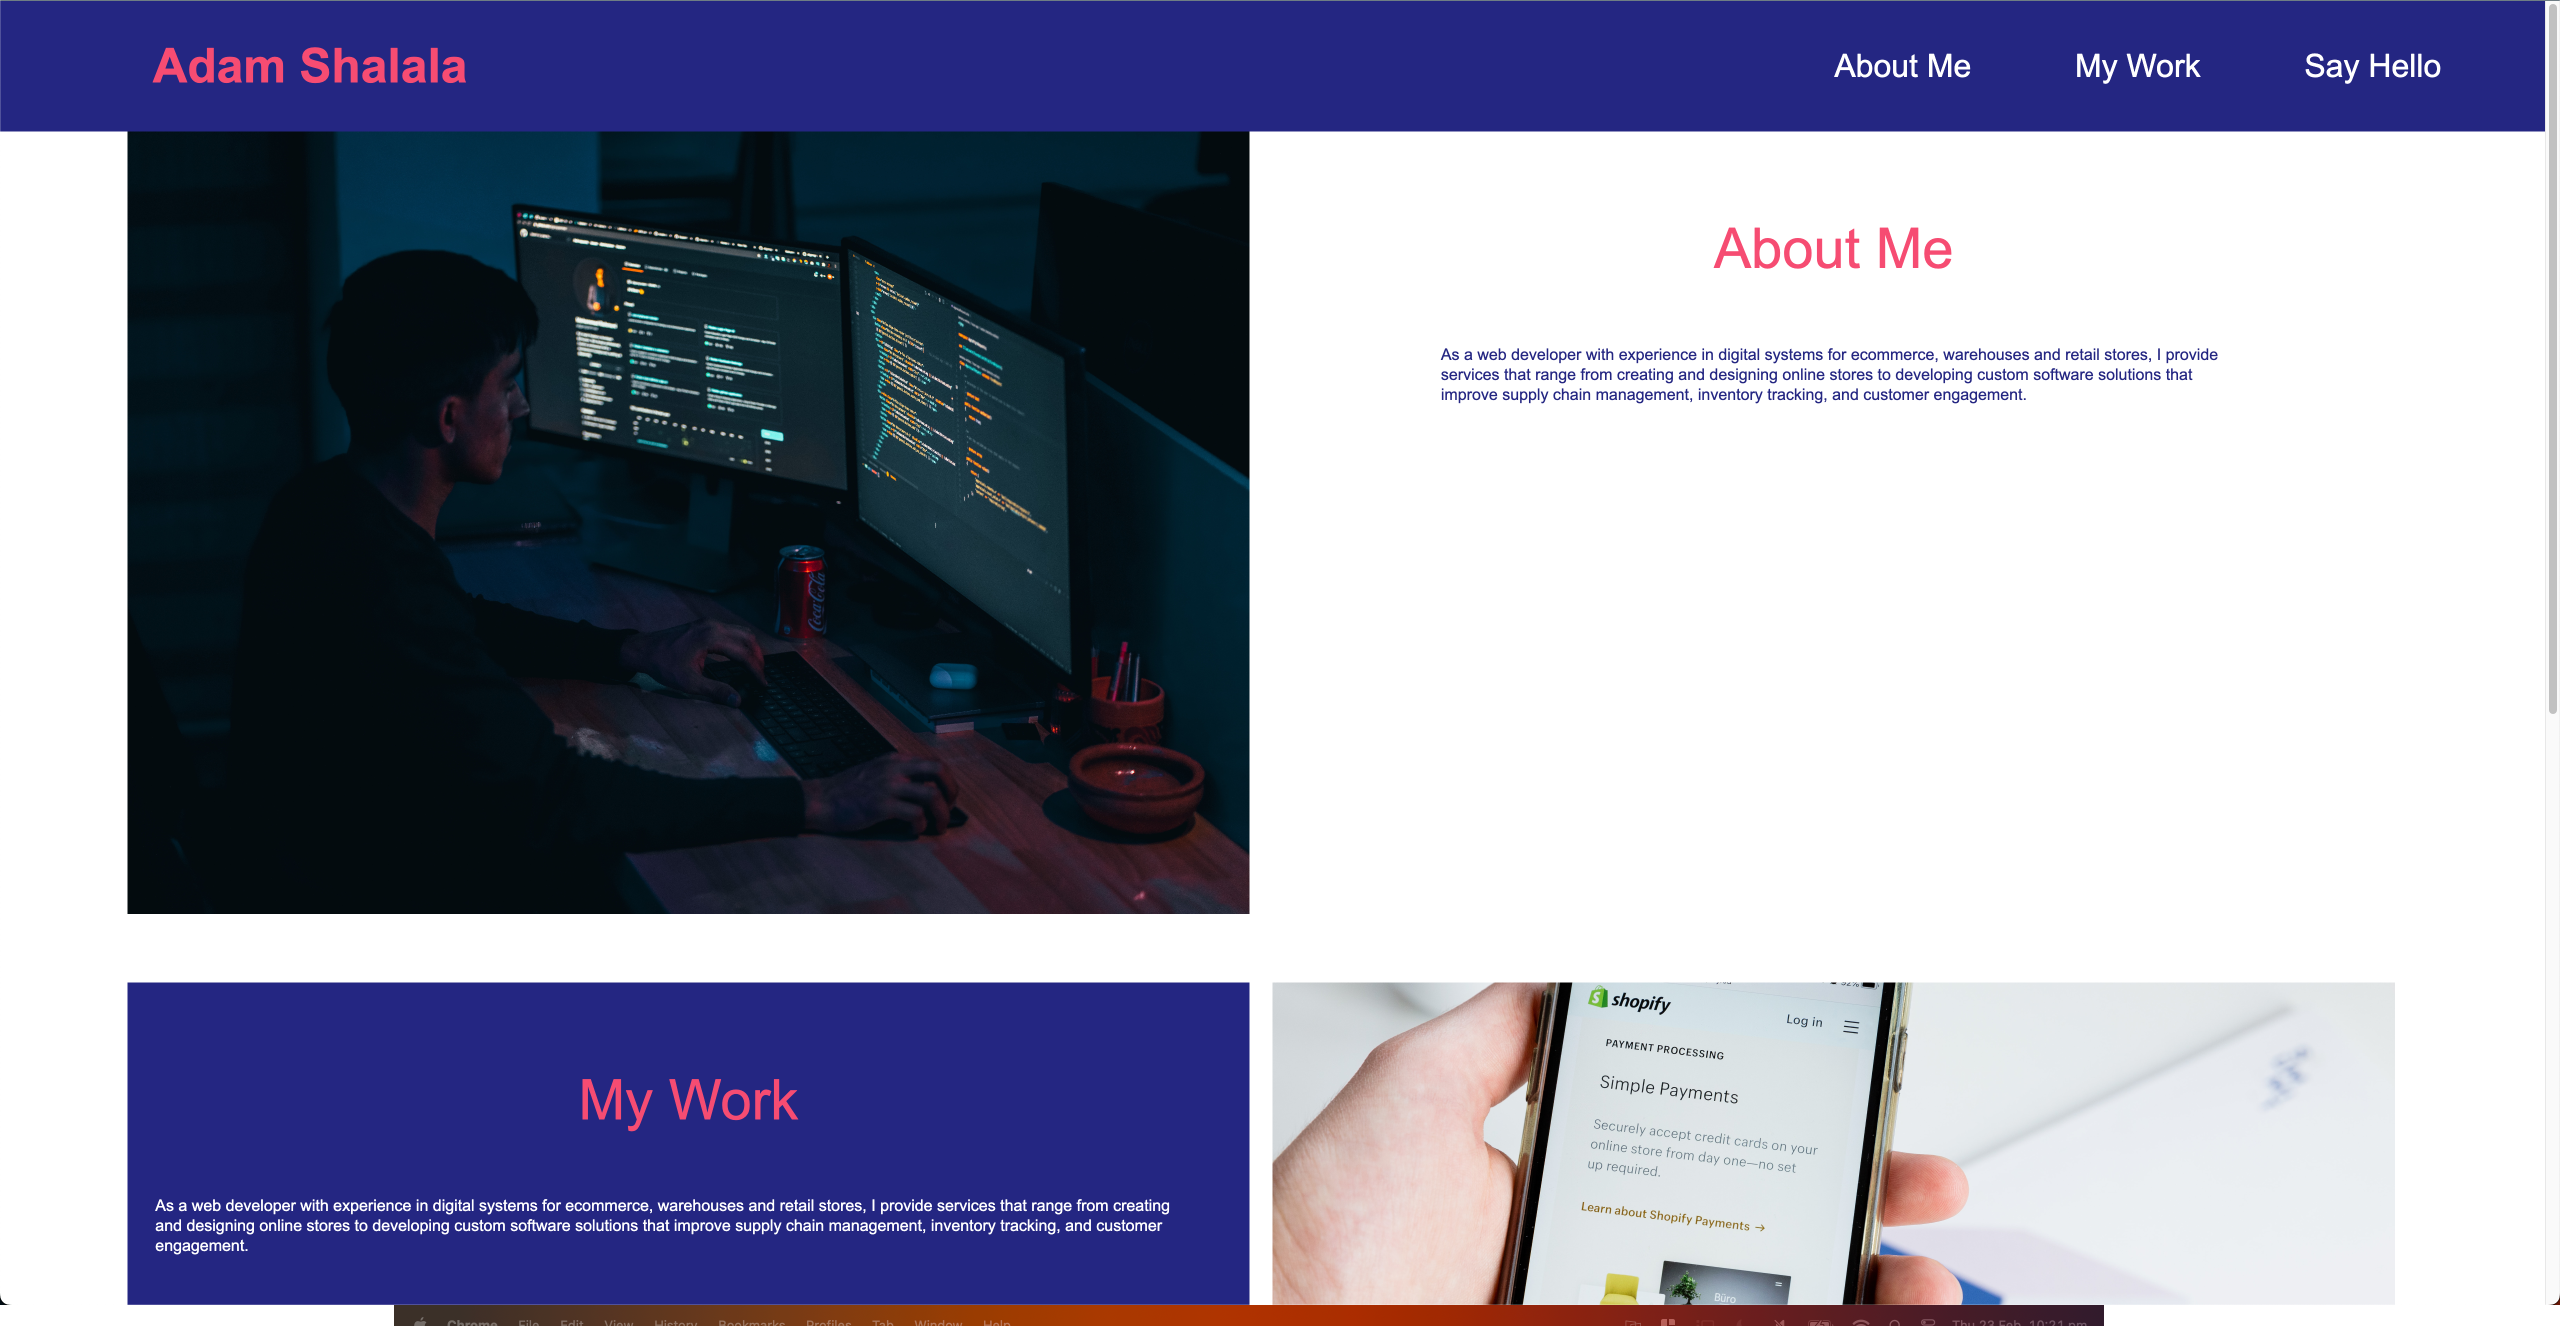 Adam Shalala
About Me
My Work
Say Hello
About Me
As a web developer with experience in digital systems for ecommerce, warehouses and retail stores, I provide
services that range from creating and designing online stores to developing custom software solutions that
improve supply chain management, inventory tracking, and customer engagement.
Coca-Cola
My Work
As a web developer with experience in digital systems for ecommerce, warehouses and retail stores, I provide services that range from creating
and designing online stores to developing custom software solutions that improve supply chain management, inventory tracking, and customer
engagement.
92%
shopify
Log in
PAYMENT PROCESSING
Simple Payments
Securely accept credit cards on your
online store from day one—no set
up required.
Learn about Shopify Payments →
Büro
Chrome File Edit View History Bookmarks Profiles Tab Window Help
Thu 23 Feb 10:21 pm